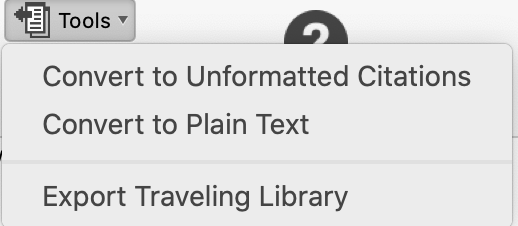 Tools
?
Convert to Unformatted Citations
Convert to Plain Text
Export Traveling Library